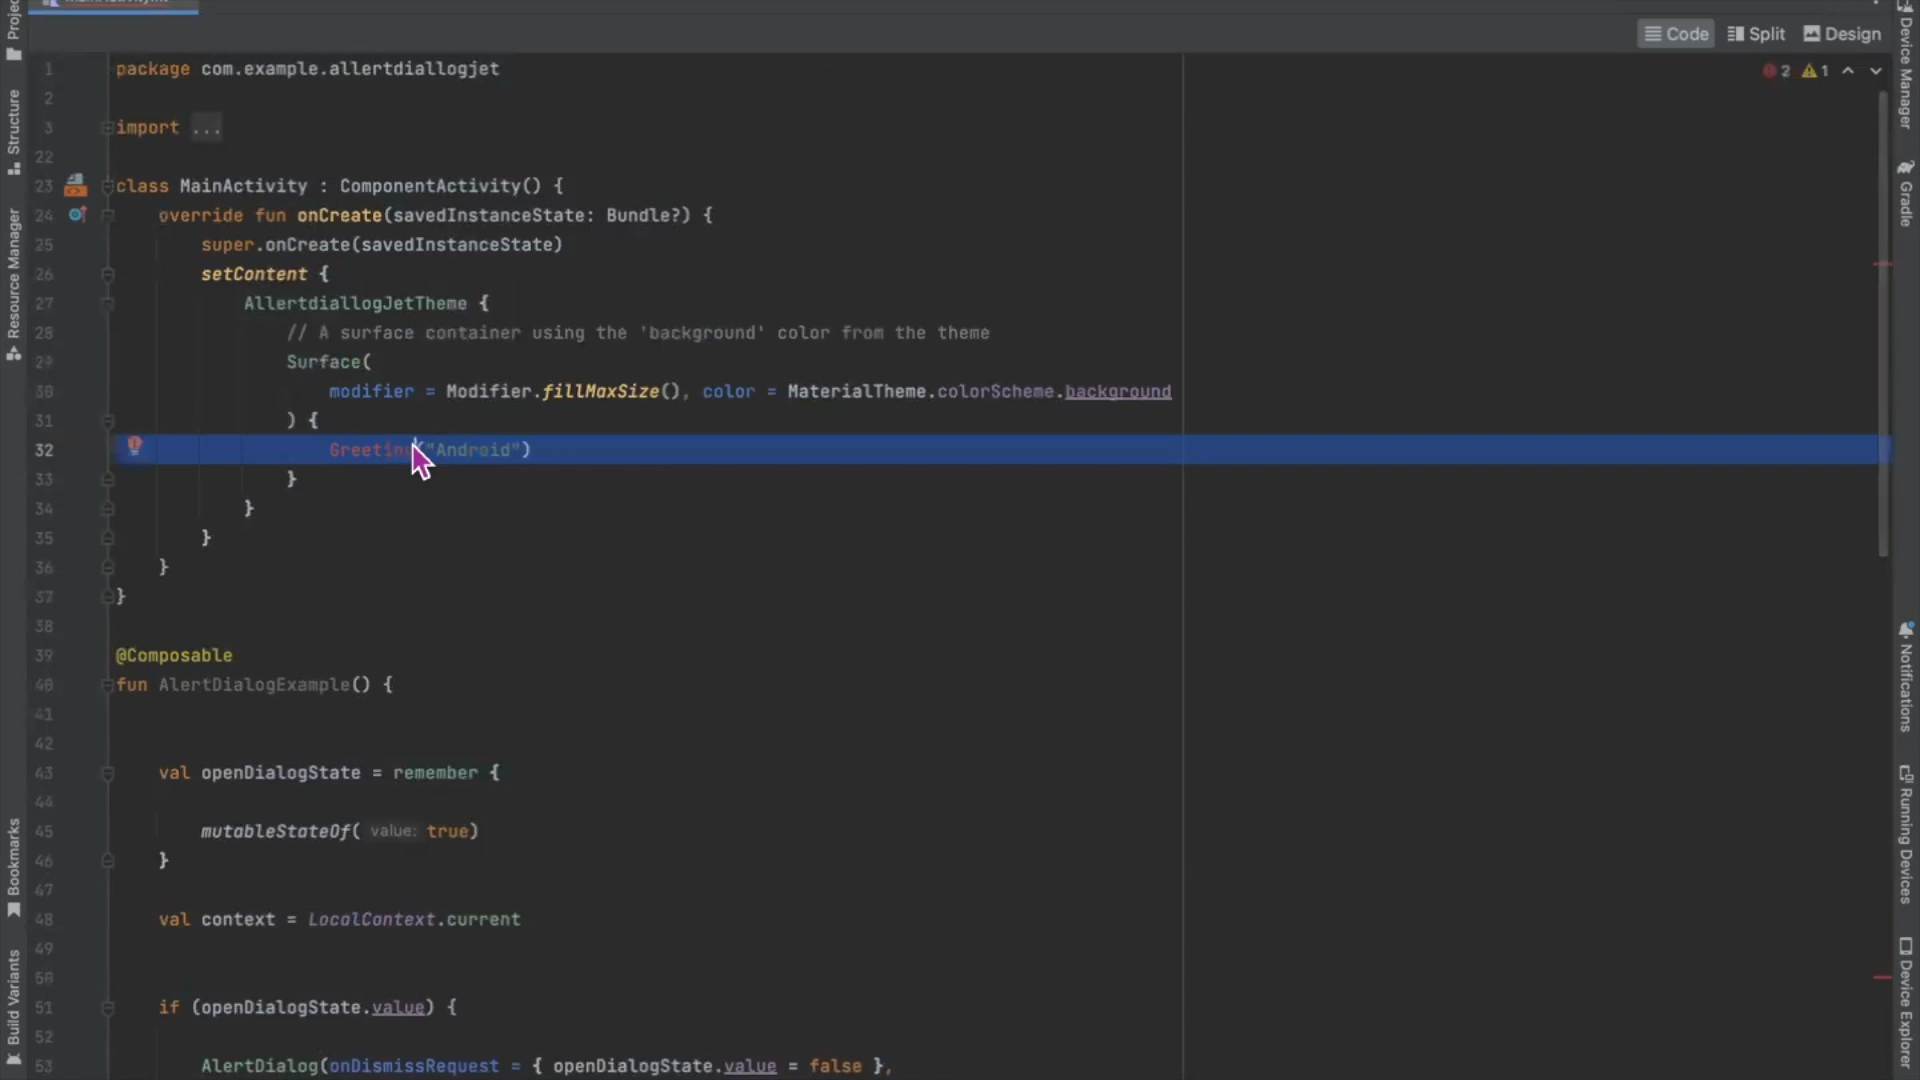 Code Split Design
2 1
1 package com.example.allertdiallogjet
2
3 import ...
22
23 class MainActivity : ComponentActivity() {
24 override fun onCreate(savedInstanceState: Bundle?) {
25 super.onCreate(savedInstanceState)
26 setContent {
27 AllertdiallogJetTheme {
28 // A surface container using the 'background' color from the theme
29 Surface(
30 modifier = Modifier.fillMaxSize(), color = MaterialTheme.colorScheme.background
31 ) {
32 Greeting("Android")
33 }
34 }
35 }
36 }
37 }
38
39 @Composable
40 fun AlertDialogExample() {
41
42
43 val openDialogState = remember {
44
45 mutableStateOf( value: true)
46 }
47
48 val context = LocalContext.current
49
50
51 if (openDialogState.value) {
52
53 AlertDialog(onDismissRequest = { openDialogState.value = false },
Structure
Resource Manager
Bookmarks
Build Variants
Device Manager
Gradle
Notifications
Running Devices
Device Explorer